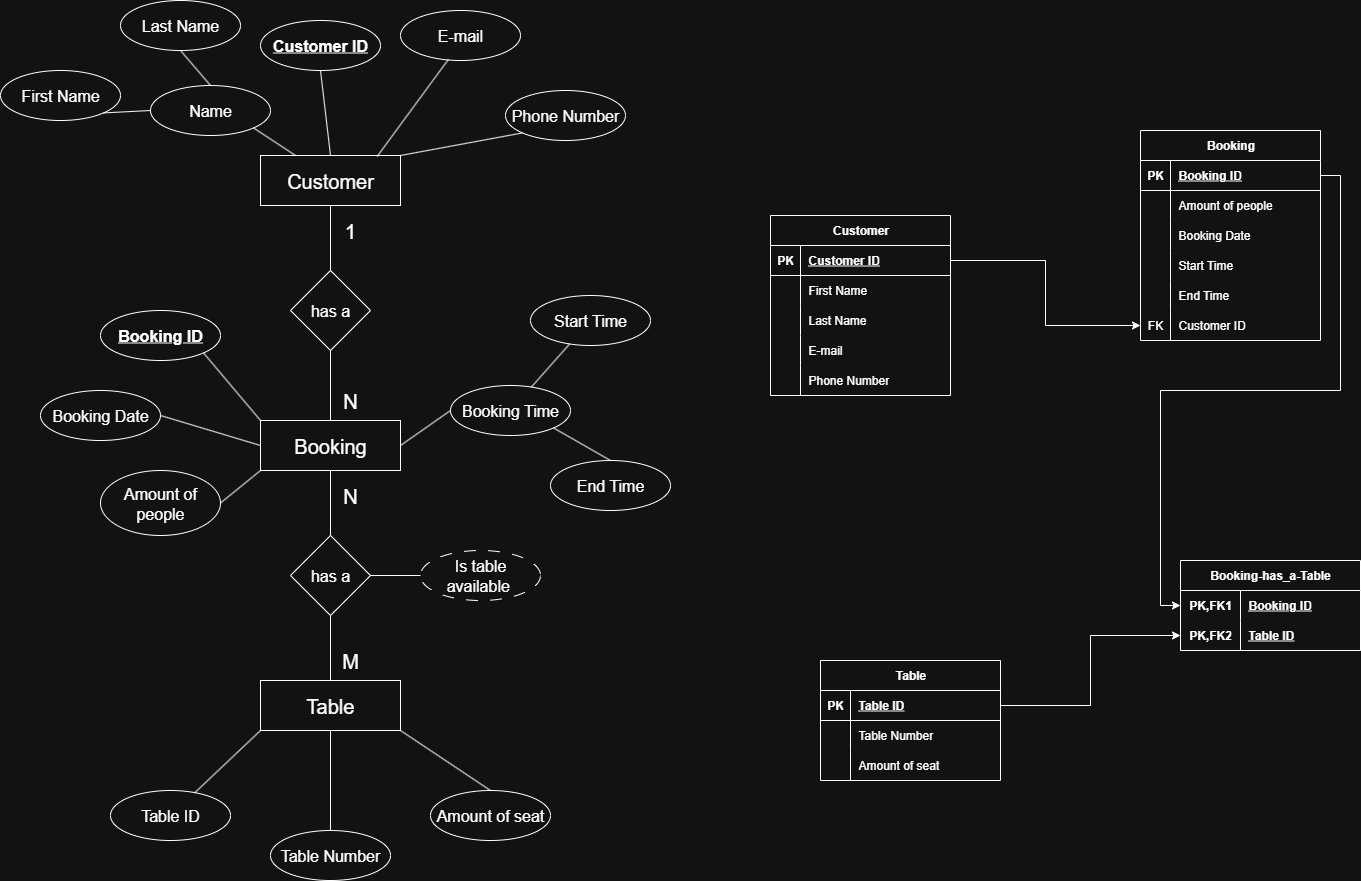 Last Name
Customer ID
E-mail
First Name
Name
Phone Number
Customer
1
has a
N
Booking ID
Start Time
Booking Date
Booking Time
Booking
Amount of
people
End Time
N
has a
Is table
available
M
Table
Table ID
Amount of seat
Table Number
Customer
PK Customer ID
First Name
Last Name
E-mail
Phone Number
Booking
PK Booking ID
Amount of people
Booking Date
Start Time
End Time
FK Customer ID
Booking-has_a-Table
PK,FK1 Booking ID
PK,FK2 Table ID
Table
PK Table ID
Table Number
Amount of seat